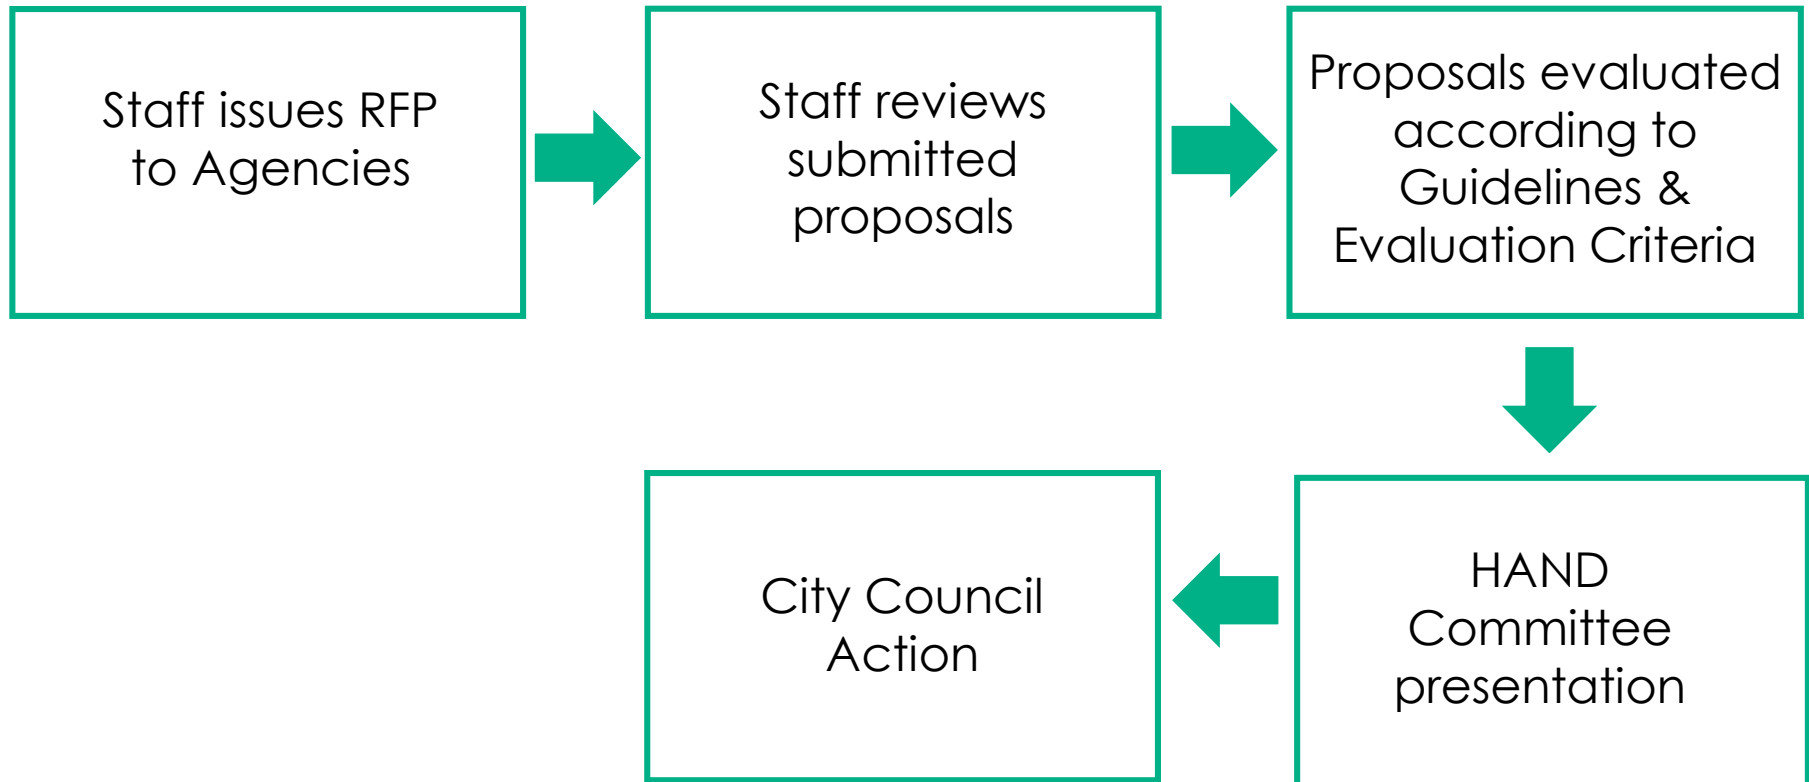 Staff issues RFP
to Agencies
Staff reviews
submitted
proposals
Proposals evaluated
according to
Guidelines &
Evaluation Criteria
HAND
Committee
presentation
City Council
Action